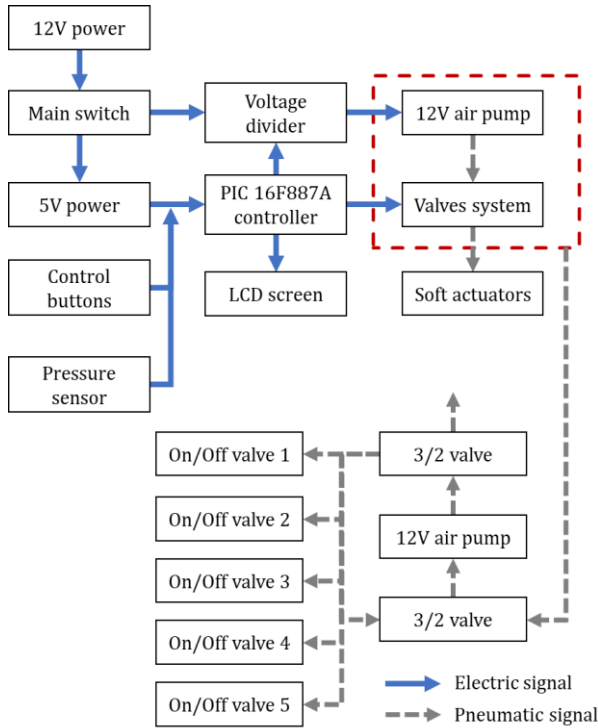 12V power
Main switch
Voltage
divider
12V air pump
5V power
PIC 16F887A
controller
Valves system
Control
buttons
LCD screen
Soft actuators
Pressure
sensor
On/Off valve 1
3/2 valve
On/Off valve 2
12V air pump
On/Off valve 3
3/2 valve
On/Off valve 4
On/Off valve 5
Electric signal
Pneumatic signal